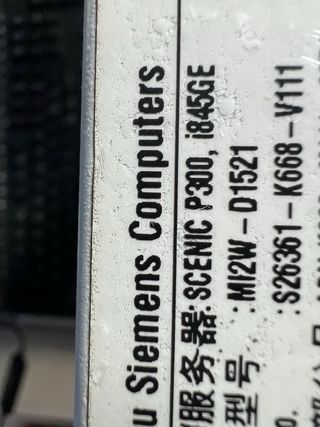 u Siemens Computers
服务器: SCENIC P300, i845GE
型号 : MI2W-D1521
: S26361-K668-V111